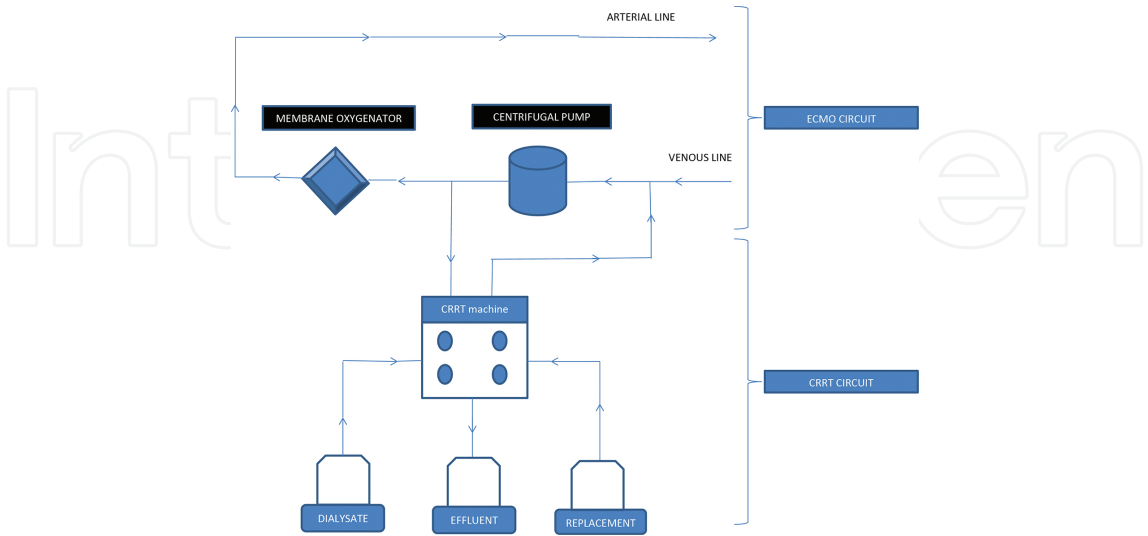 ARTERIAL LINE
MEMBRANE OXYGENATOR
CENTRIFUGAL PUMP
ECMO CIRCUIT
VENOUS LINE
CRRT machine
CRRT CIRCUIT
DIALYSATE
EFFLUENT
REPLACEMENT